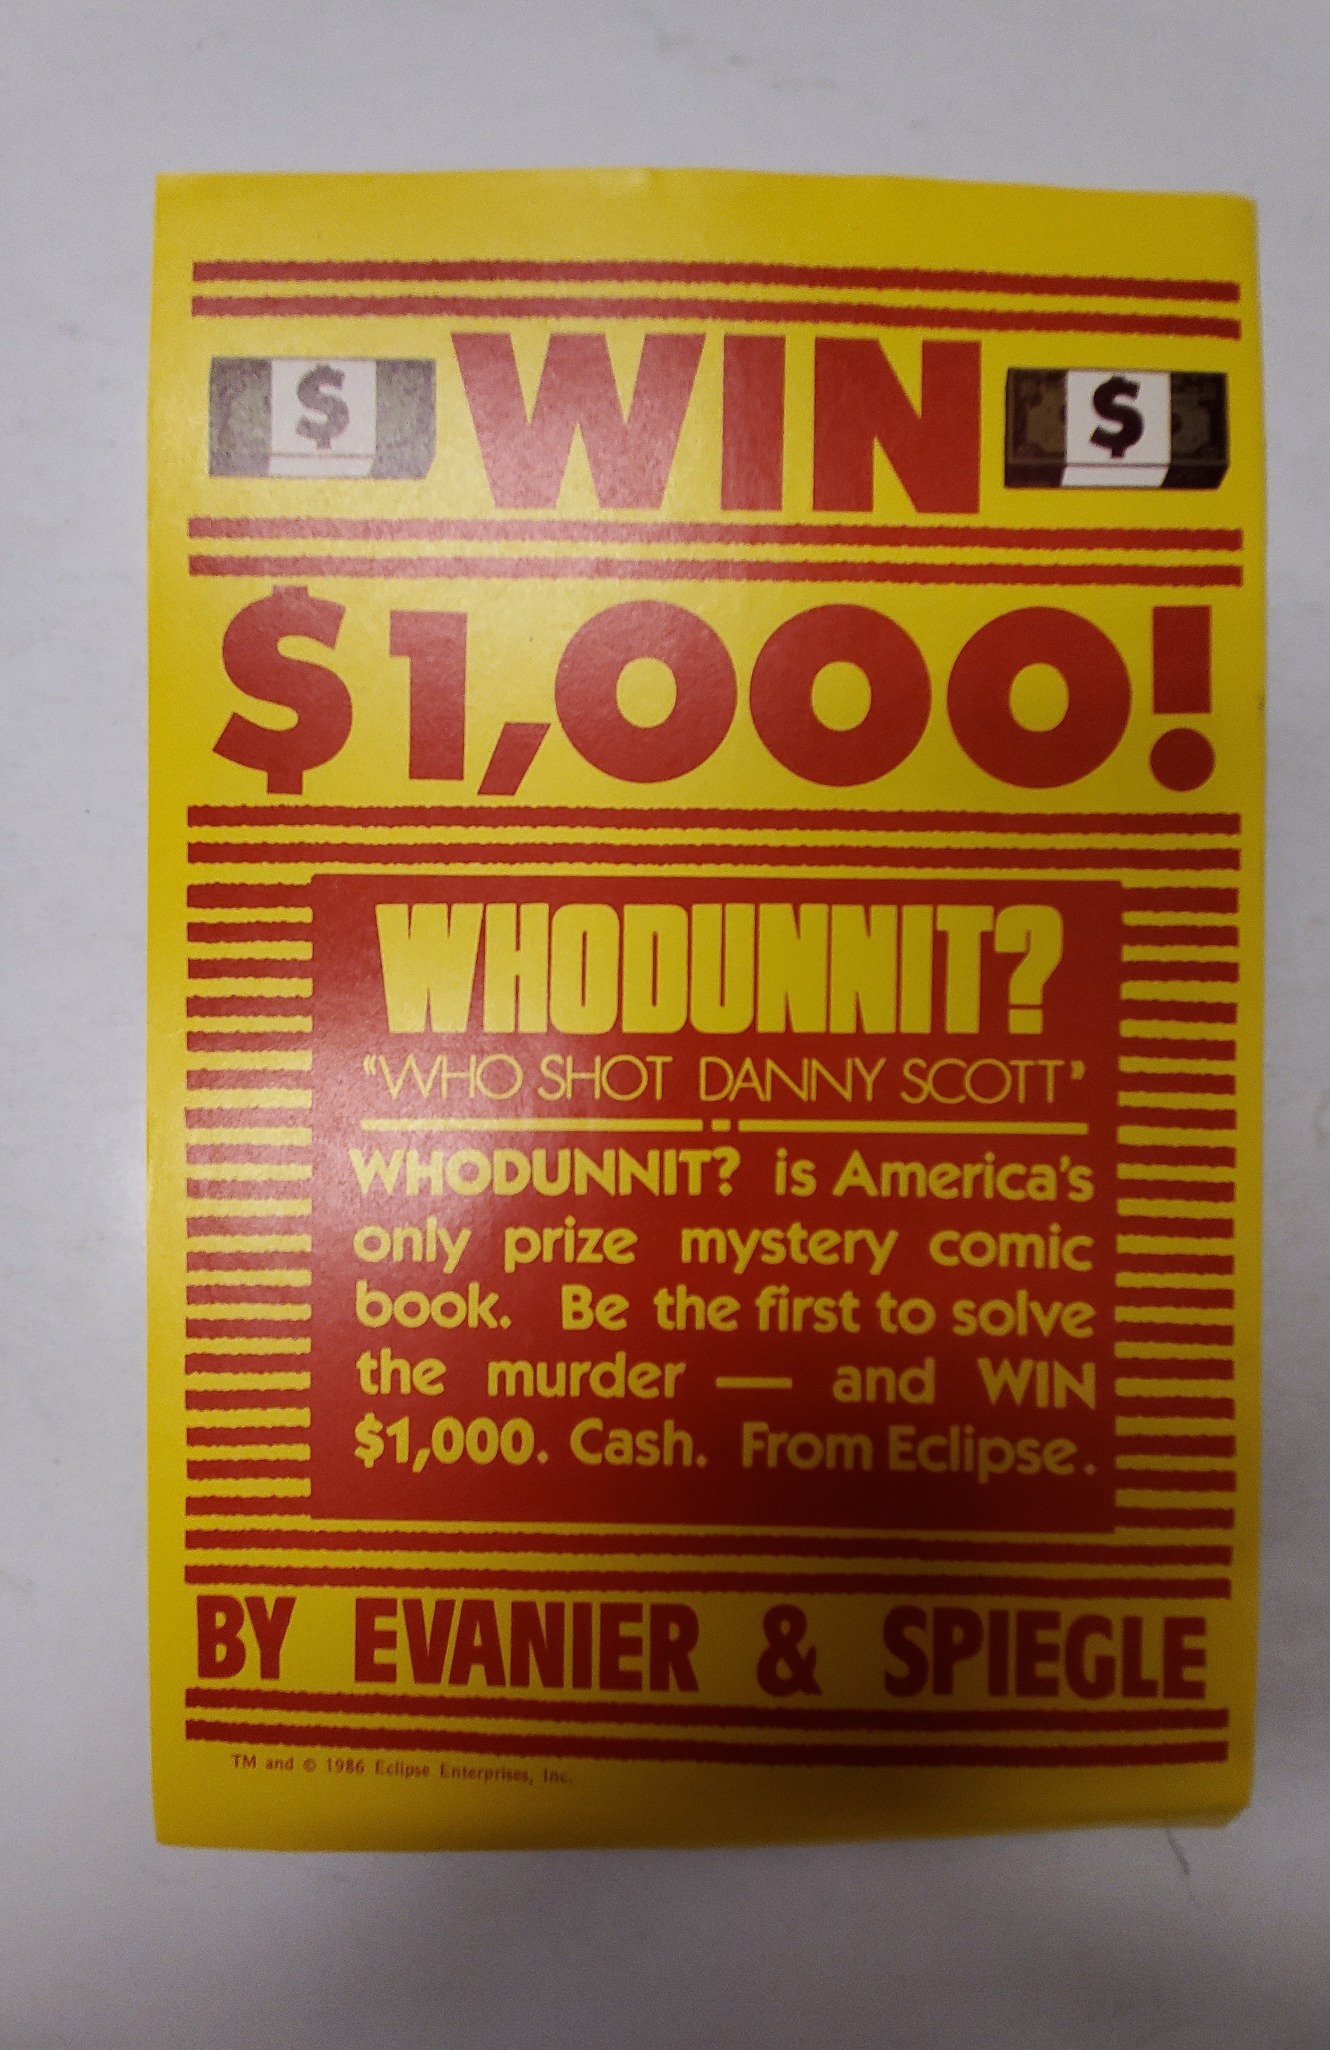 $ WIN $
$1,000!
WHODUNNIT?
“WHO SHOT DANNY SCOTT”
WHODUNNIT? is America's
only prize mystery comic
book. Be the first to solve
the murder — and WIN
$1,000. Cash. From Eclipse.
BY EVANIER & SPIEGLE
TM and © 1986 Eclipse Enterprises, Inc.